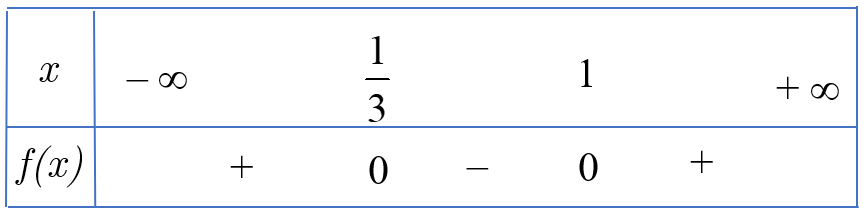 x − ∞ 1/3 1 + ∞
f(x) + 0 − 0 +